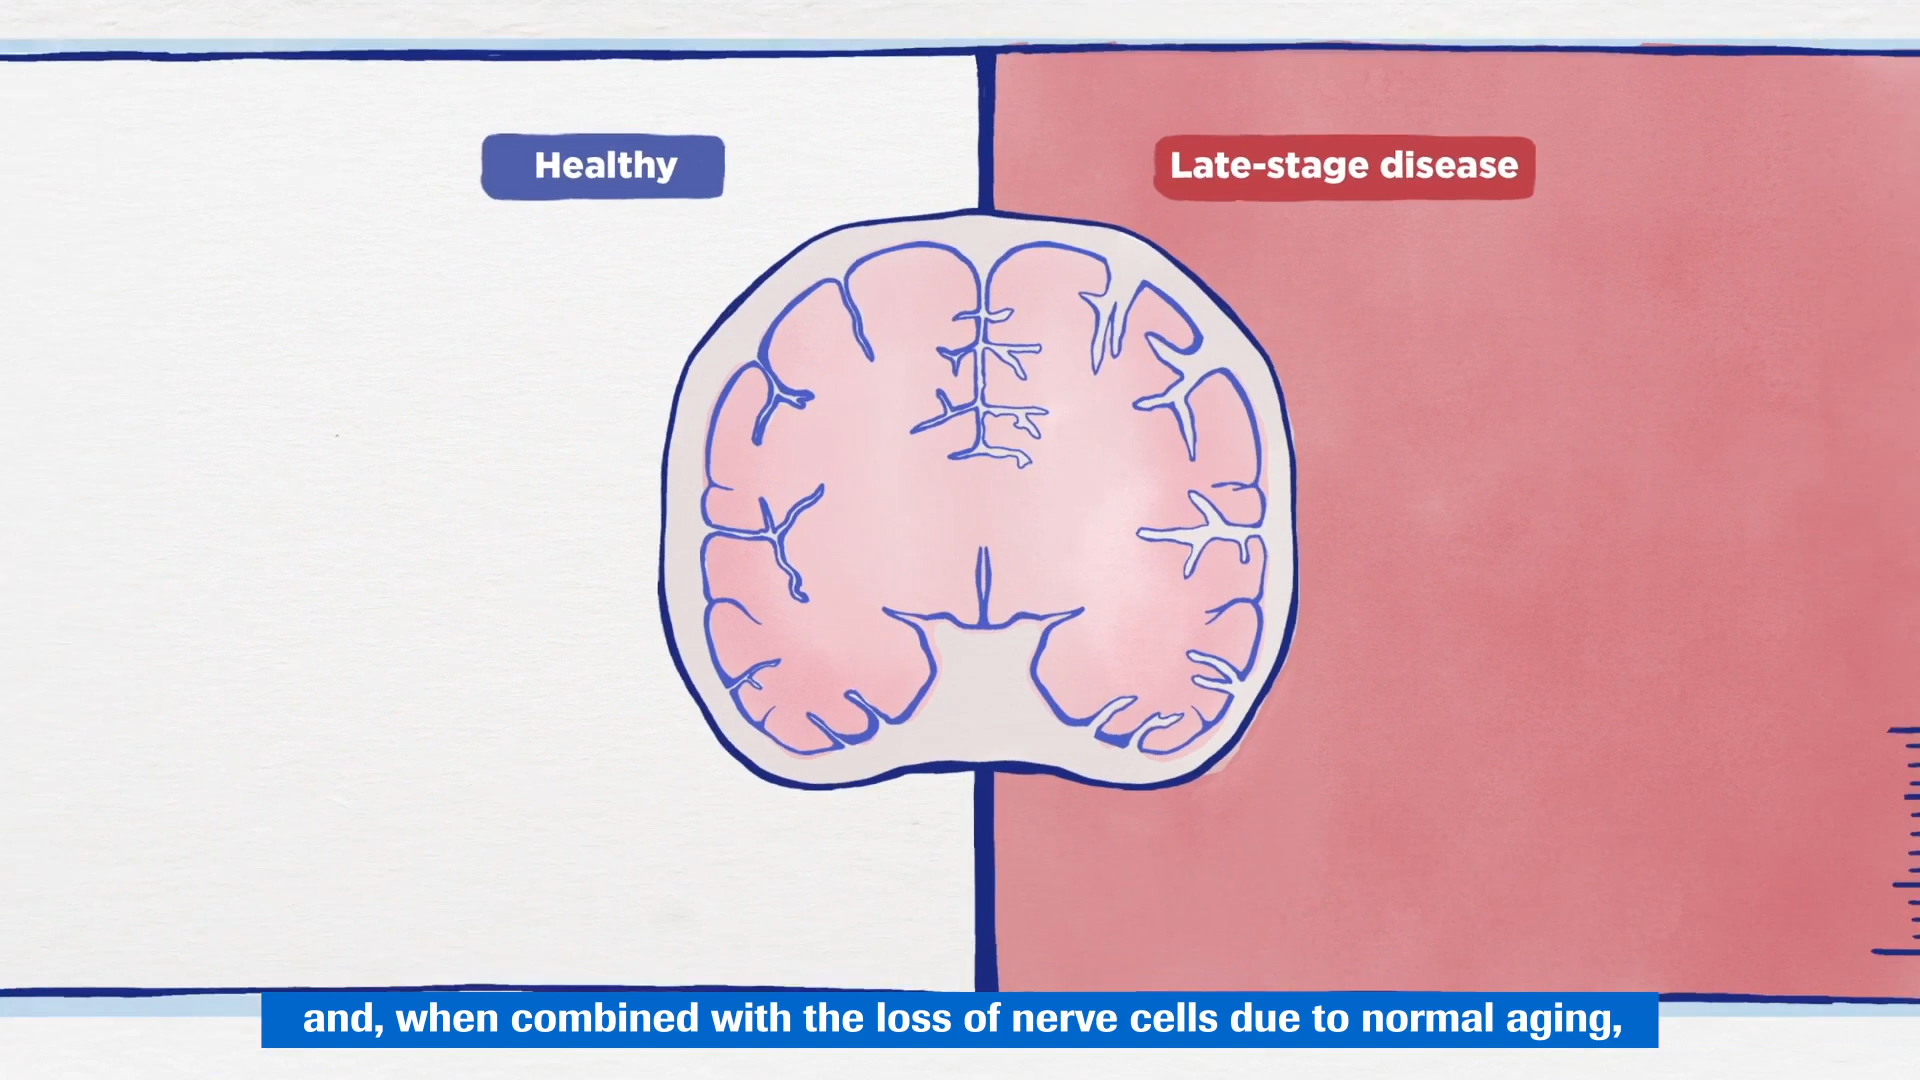 Healthy
Late-stage disease
and, when combined with the loss of nerve cells due to normal aging,